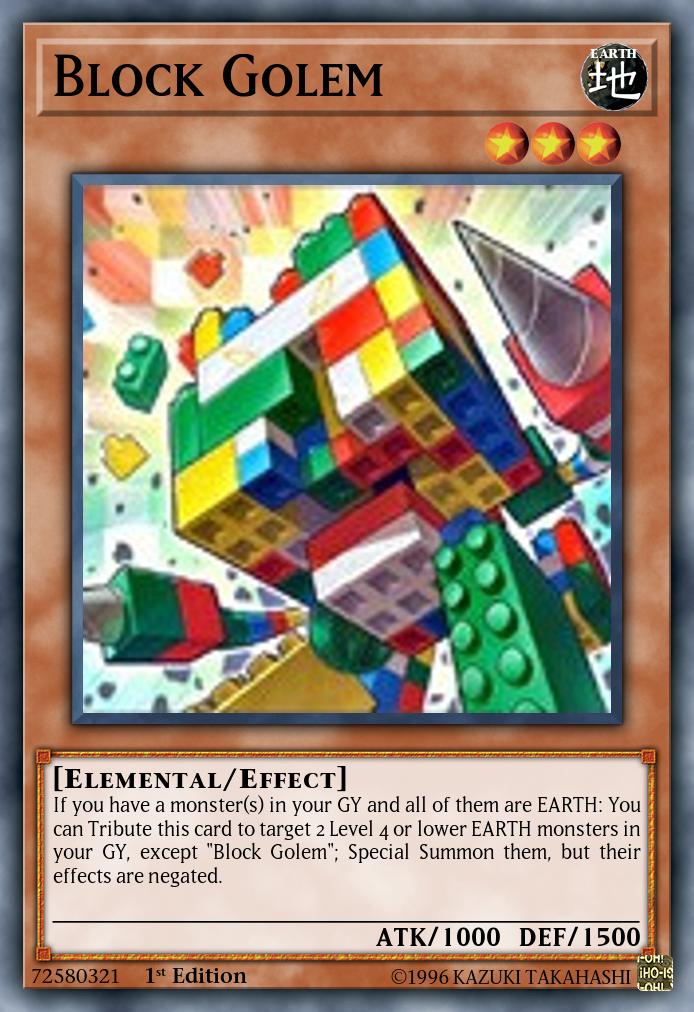 Block Golem
EARTH
地
[Elemental/Effect]
If you have a monster(s) in your GY and all of them are EARTH: You
can Tribute this card to target 2 Level 4 or lower EARTH monsters in
your GY, except "Block Golem"; Special Summon them, but their
effects are negated.
ATK/1000 DEF/1500
72580321 1st Edition ©1996 KAZUKI TAKAHASHI